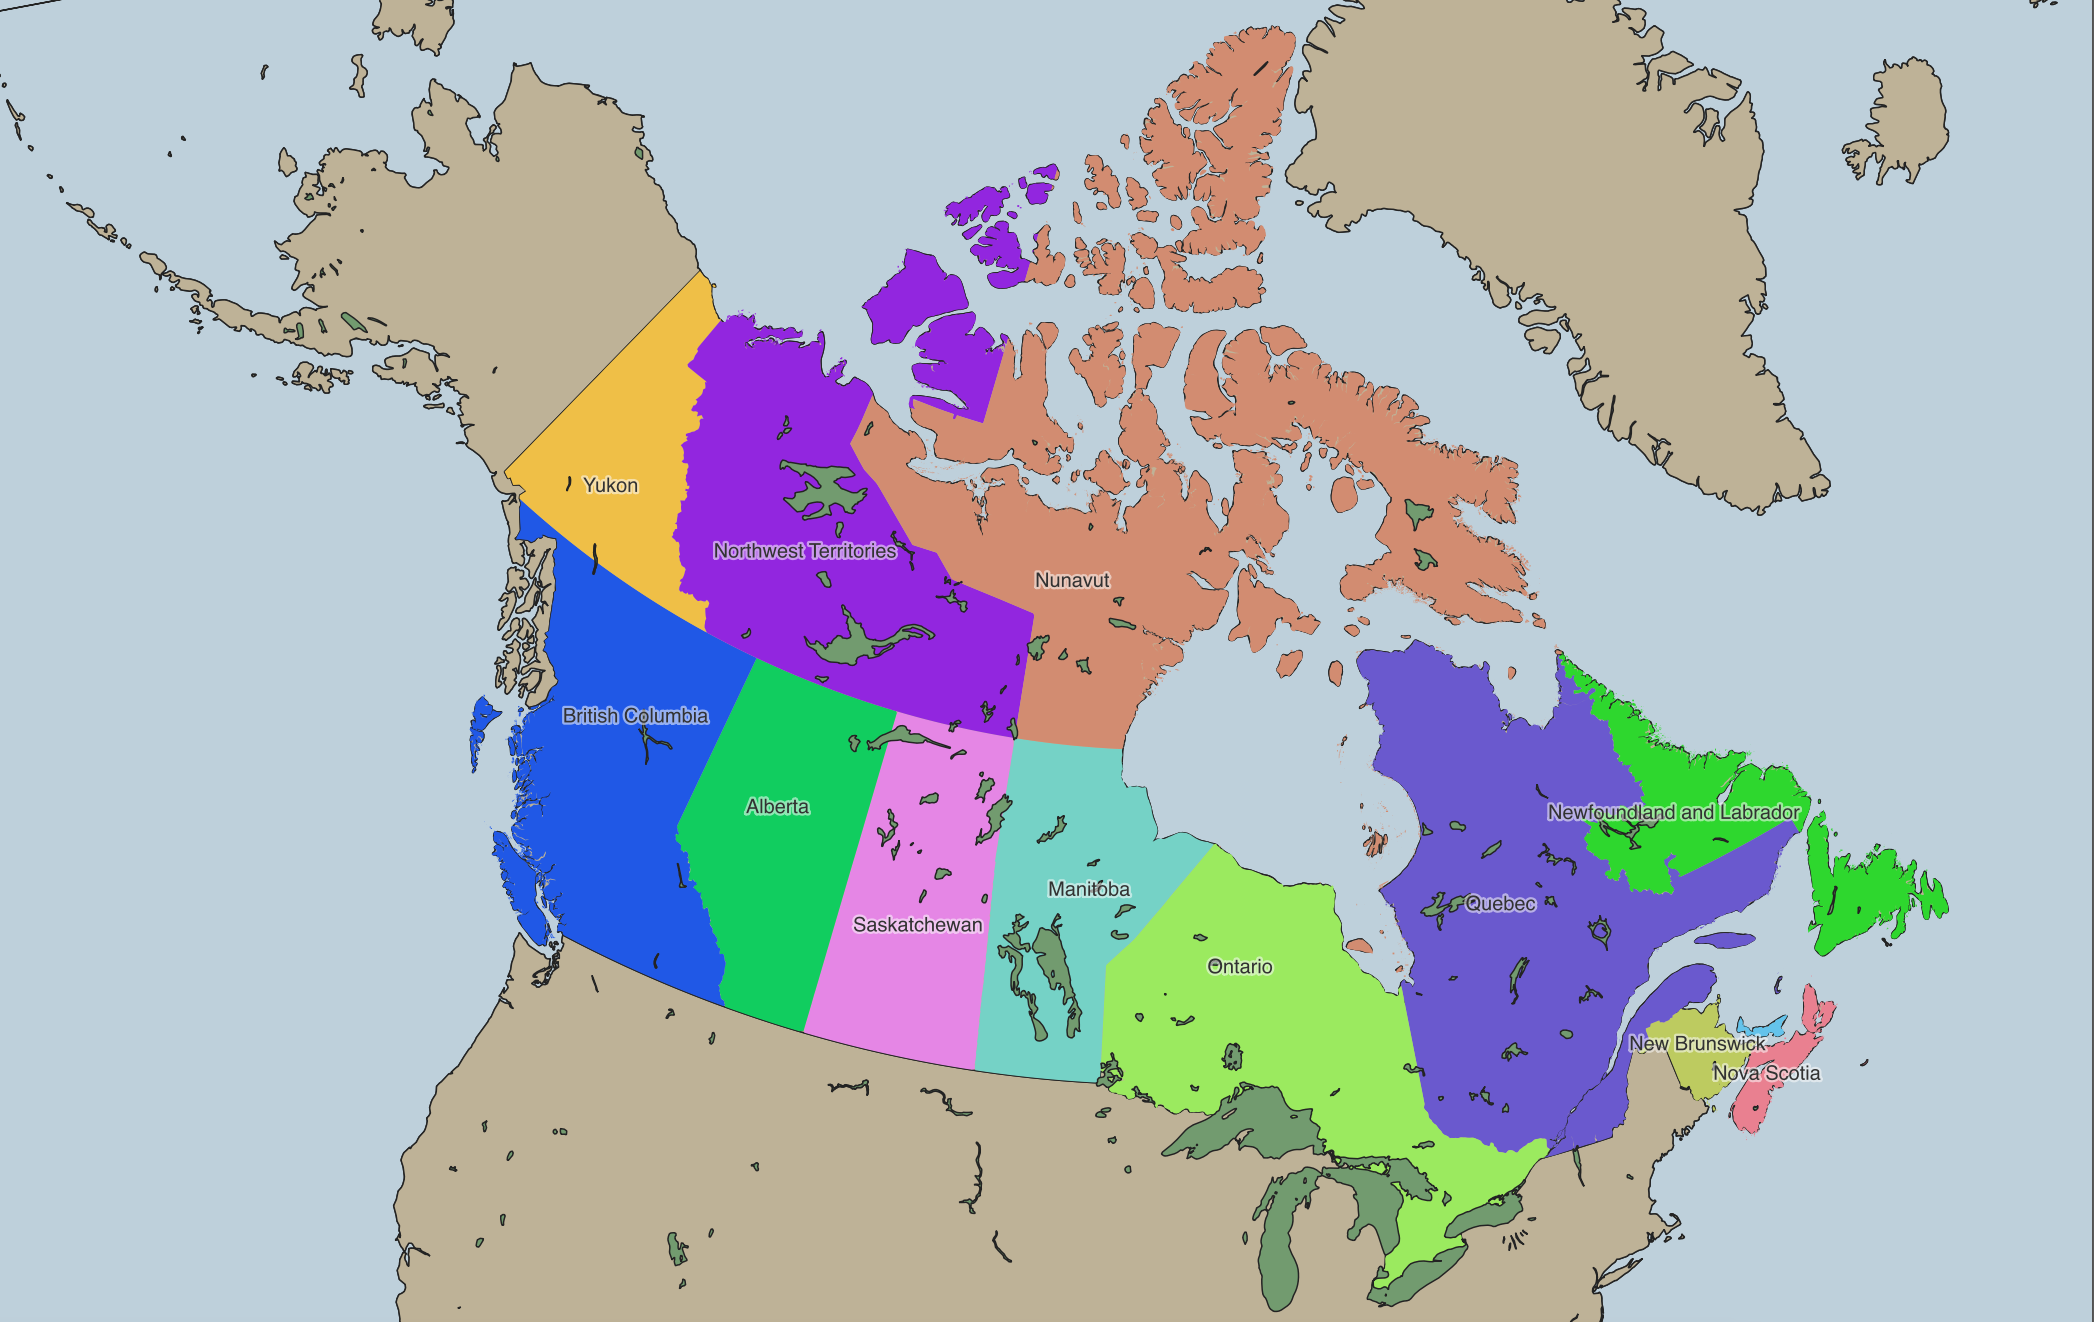 Yukon
Northwest Territories
Nunavut
British Columbia
Alberta
Newfoundland and Labrador
Manitoba
Quebec
Saskatchewan
Ontario
New Brunswick
Nova Scotia